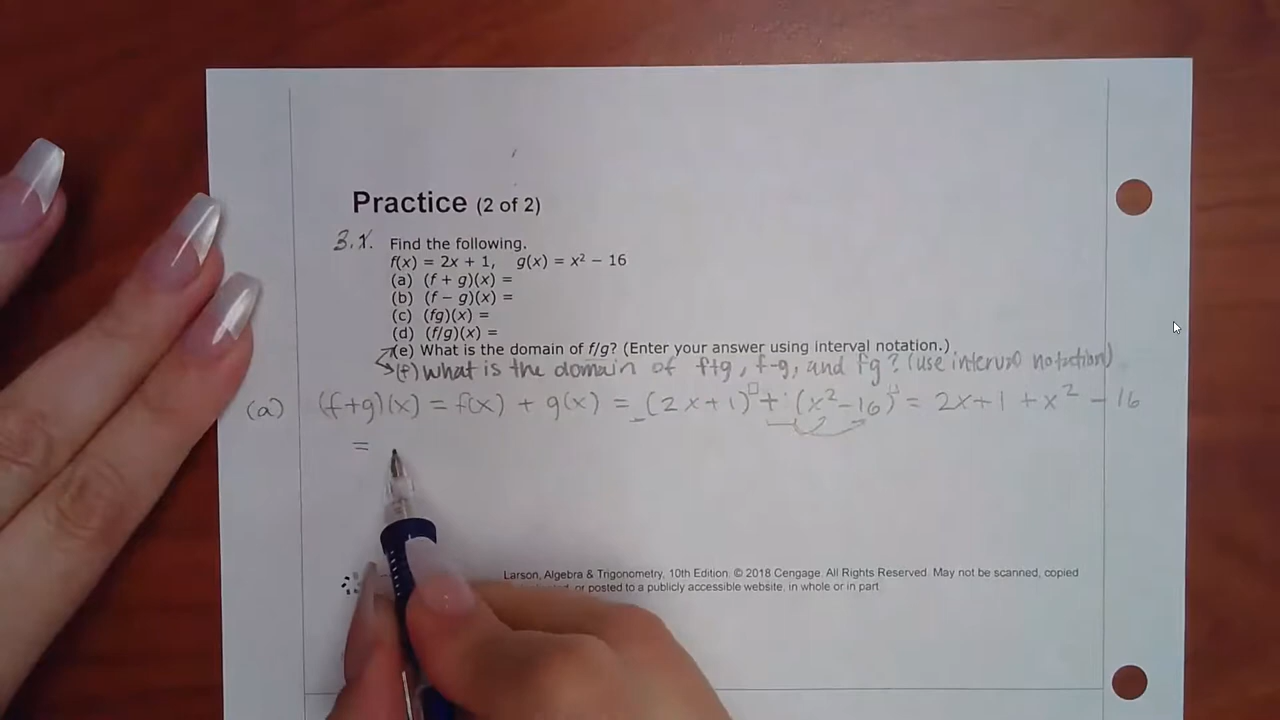 Practice (2 of 2)
3. 1. Find the following.
f(x) = 2x + 1, g(x) = x² − 16
(a) (f + g)(x) =
(b) (f − g)(x) =
(c) (fg)(x) =
(d) (f/g)(x) =
(e) What is the domain of f/g? (Enter your answer using interval notation.)
(f) what is the domain of f+g, f-g, and fg? (use interval notation)
(a) (f+g)(x) = f(x) + g(x) = (2x+1) + (x²-16) = 2x+1 +x² - 16
=
Larson, Algebra & Trigonometry, 10th Edition. © 2018 Cengage. All Rights Reserved. May not be scanned, copied
or posted to a publicly accessible website, in whole or in part.